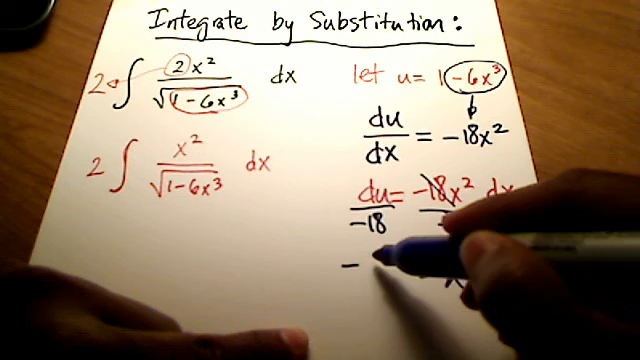 Integrate by Substitution:
2 ∫ 2x² / √(1-6x³) dx
let u = 1 -6x³
du/dx = -18x²
2 ∫ x² / √(1-6x³) dx
du = -18x² dx
-18 -
-